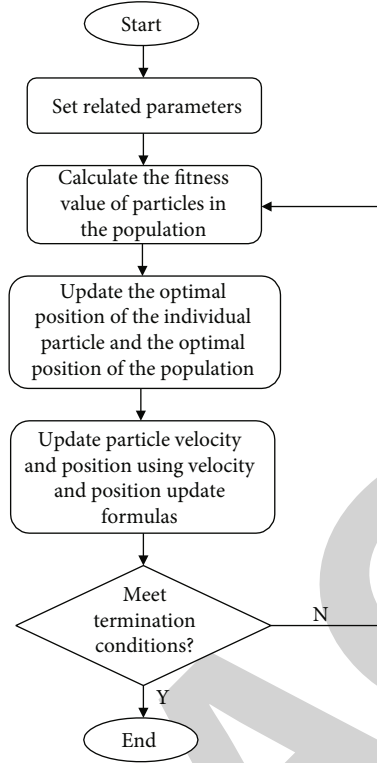 Start
Set related parameters
Calculate the fitness
value of particles in
the population
Update the optimal
position of the individual
particle and the optimal
position of the population
Update particle velocity
and position using velocity
and position update
formulas
Meet
termination
conditions?
N
Y
End